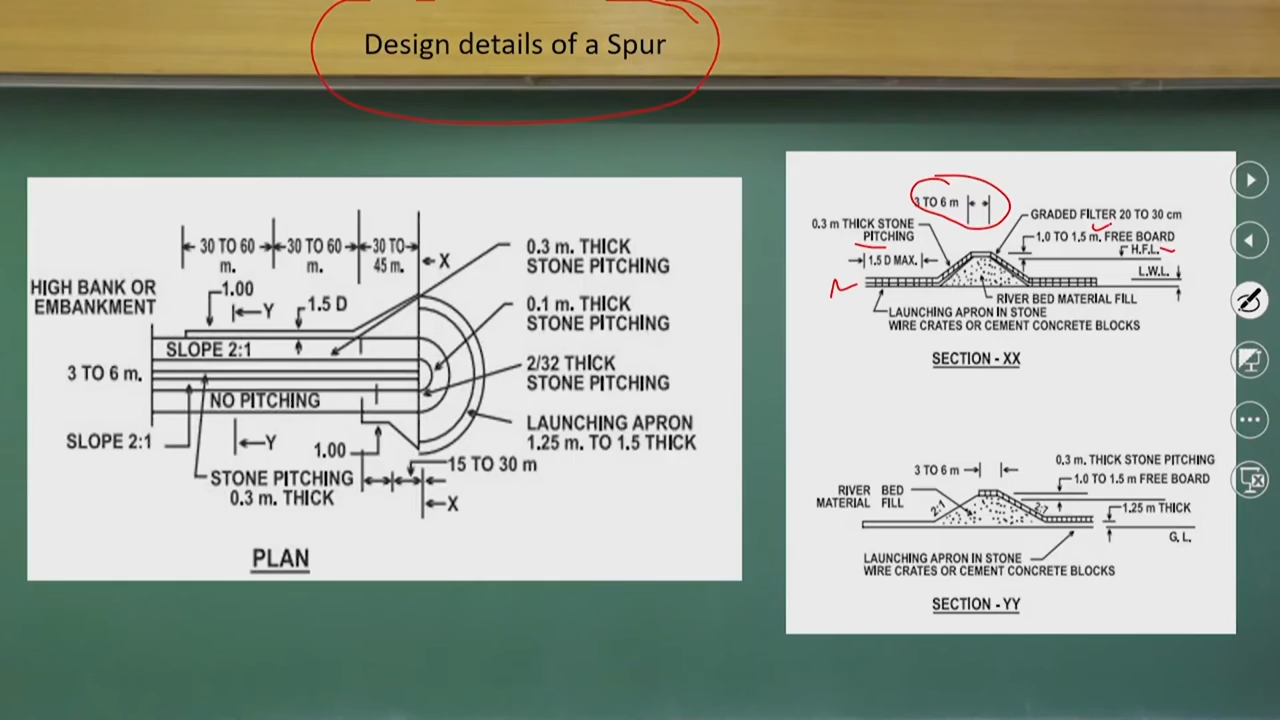 Design details of a Spur
30 TO 60
m.
30 TO 60
m.
30 TO
45 m.
X
0.3 m. THICK
STONE PITCHING
HIGH BANK OR
EMBANKMENT
1.00
Y
1.5 D
0.1 m. THICK
STONE PITCHING
SLOPE 2:1
3 TO 6 m.
2/32 THICK
STONE PITCHING
NO PITCHING
LAUNCHING APRON
1.25 m. TO 1.5 THICK
SLOPE 2:1
Y
1.00
15 TO 30 m
STONE PITCHING
0.3 m. THICK
X
PLAN
3 TO 6 m
0.3 m THICK STONE
PITCHING
GRADED FILTER 20 TO 30 cm
1.0 TO 1.5 m. FREE BOARD
H.F.L.
1.5 D MAX.
L.W.L.
RIVER BED MATERIAL FILL
LAUNCHING APRON IN STONE
WIRE CRATES OR CEMENT CONCRETE BLOCKS
SECTION - XX
3 TO 6 m
0.3 m. THICK STONE PITCHING
1.0 TO 1.5 m FREE BOARD
RIVER BED
MATERIAL FILL
2:1
2:?
1.25 m THICK
G.L.
LAUNCHING APRON IN STONE
WIRE CRATES OR CEMENT CONCRETE BLOCKS
SECTION - YY